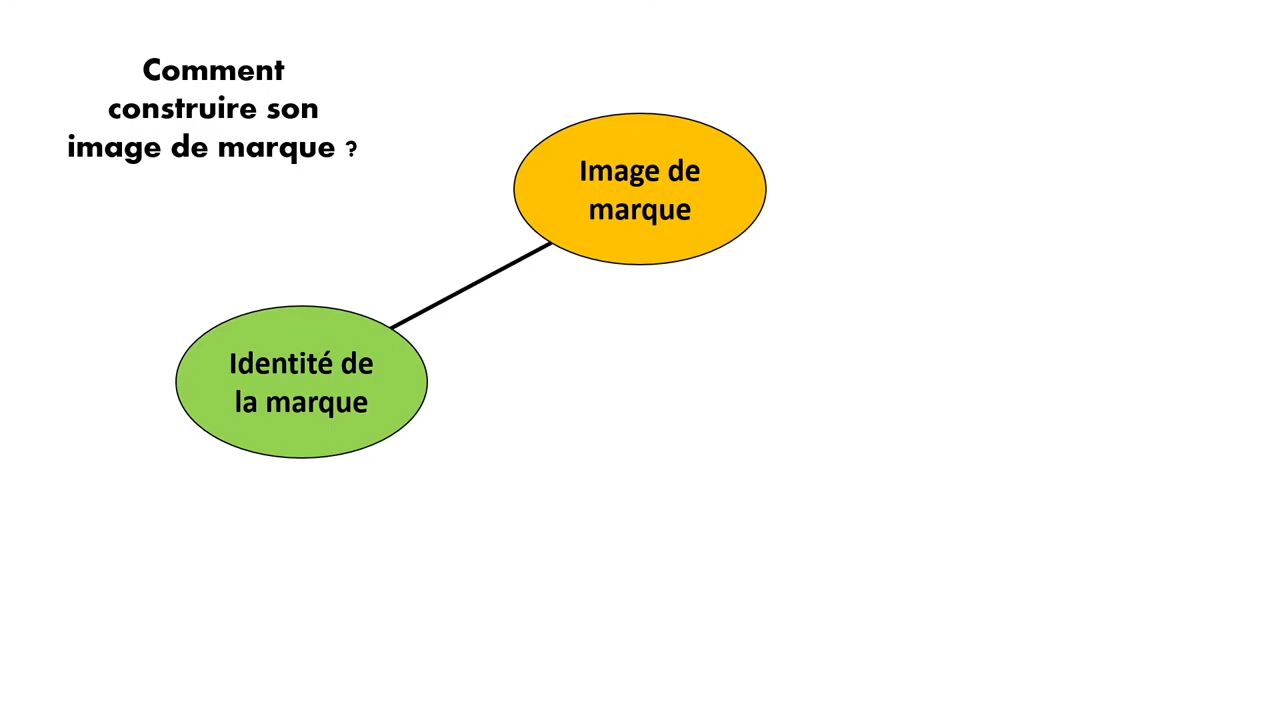 Comment
construire son
image de marque ?
Image de
marque
Identité de
la marque